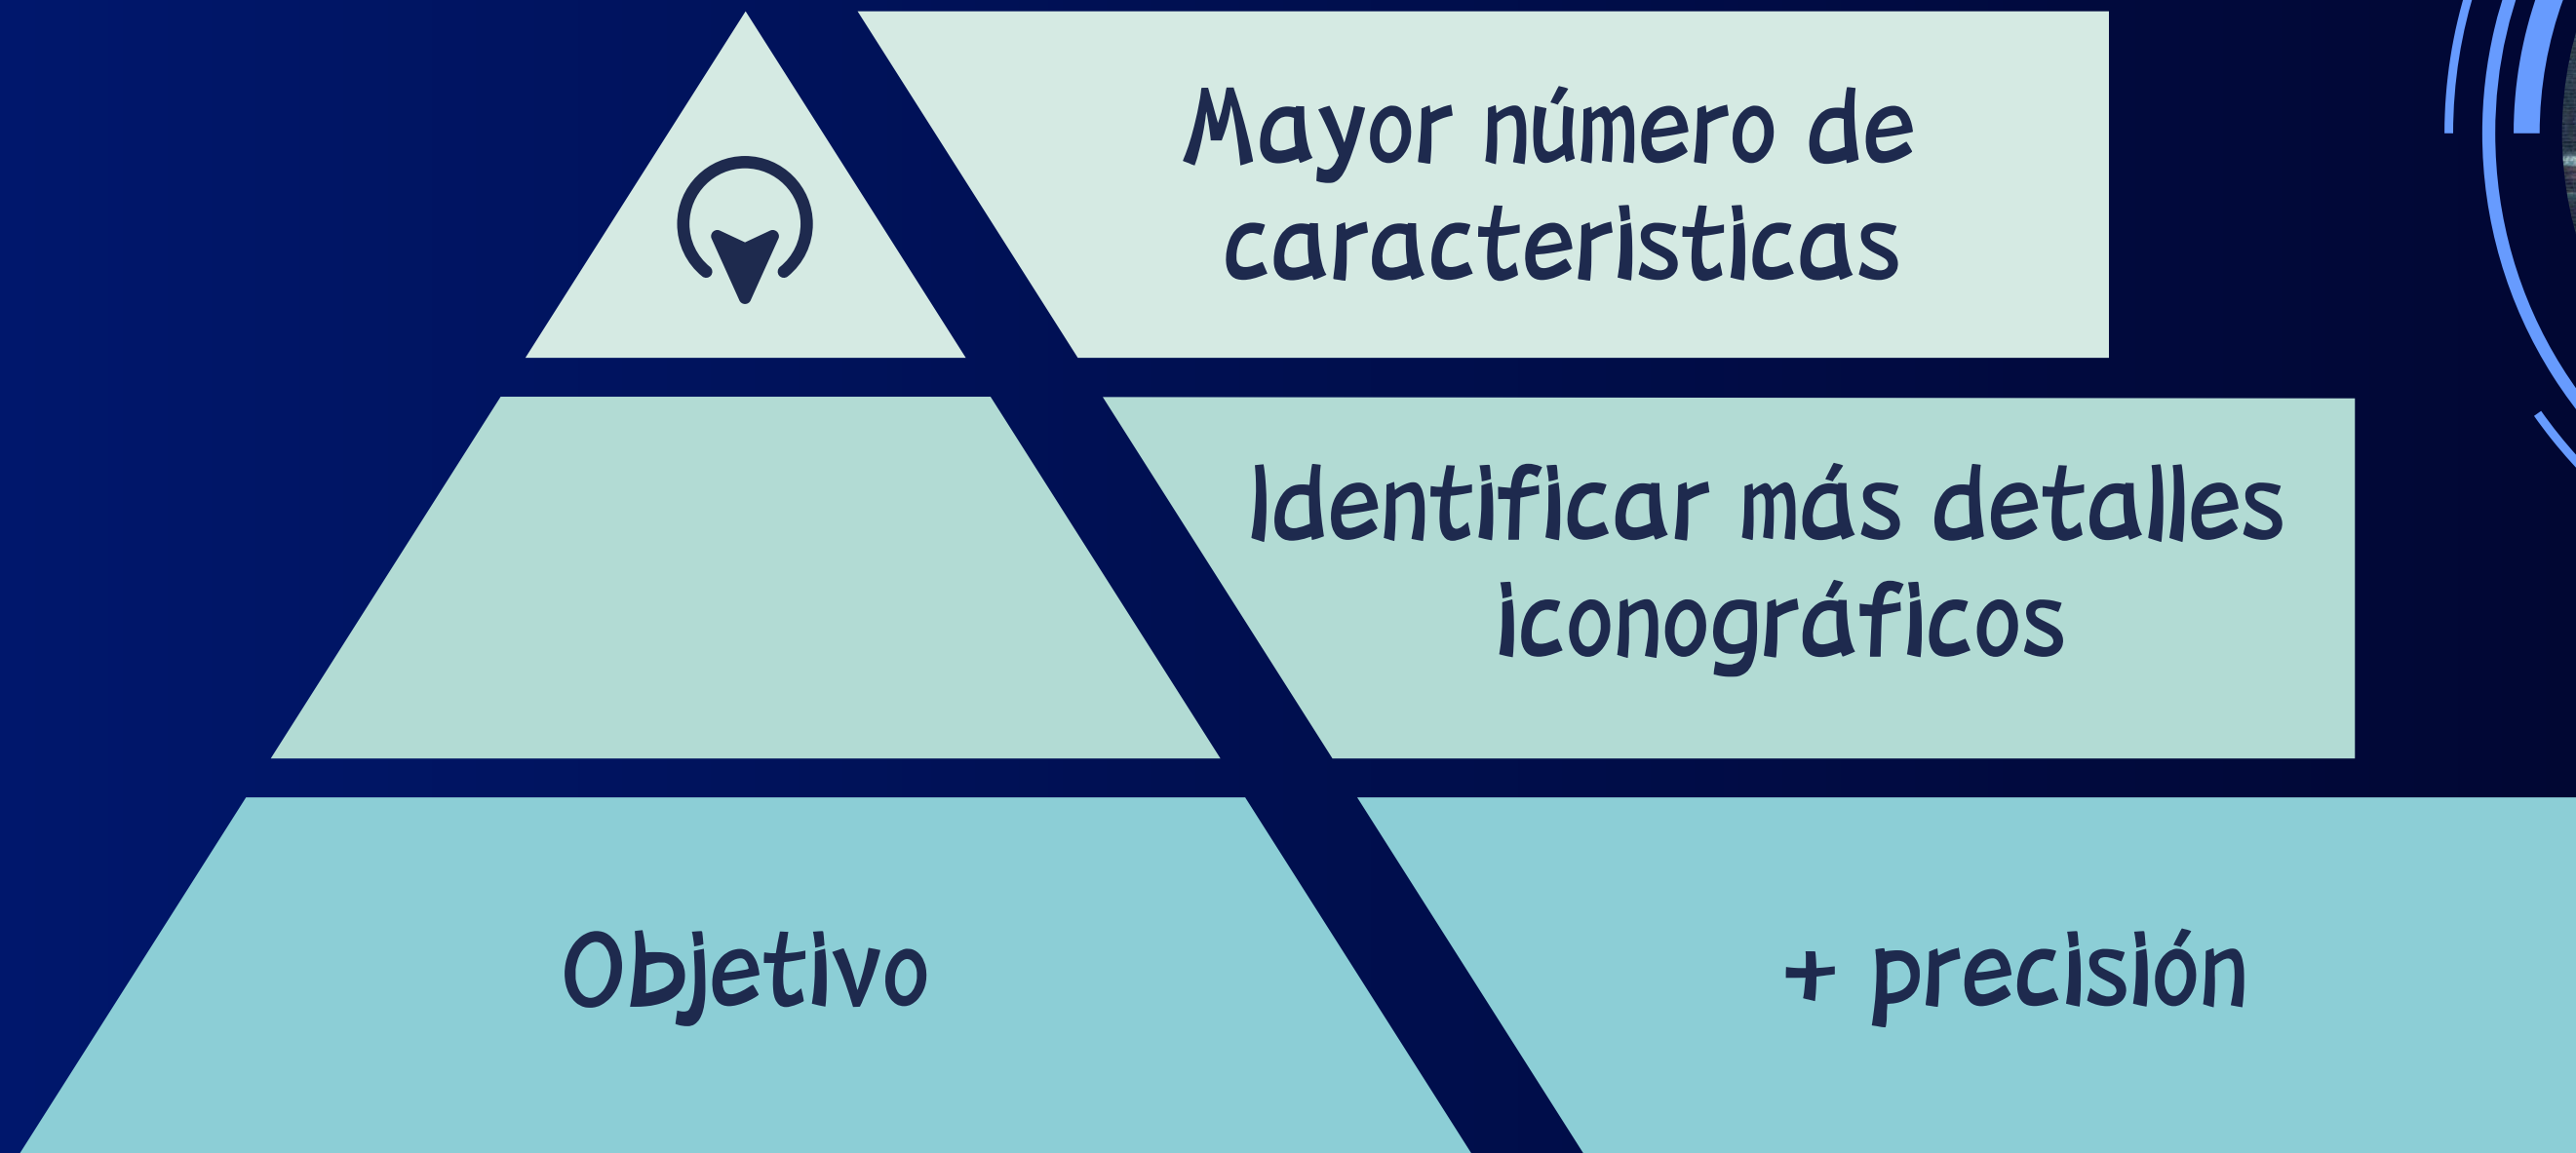 Mayor número de
caracteristicas
Identificar más detalles
iconográficos
Objetivo
+ precisión